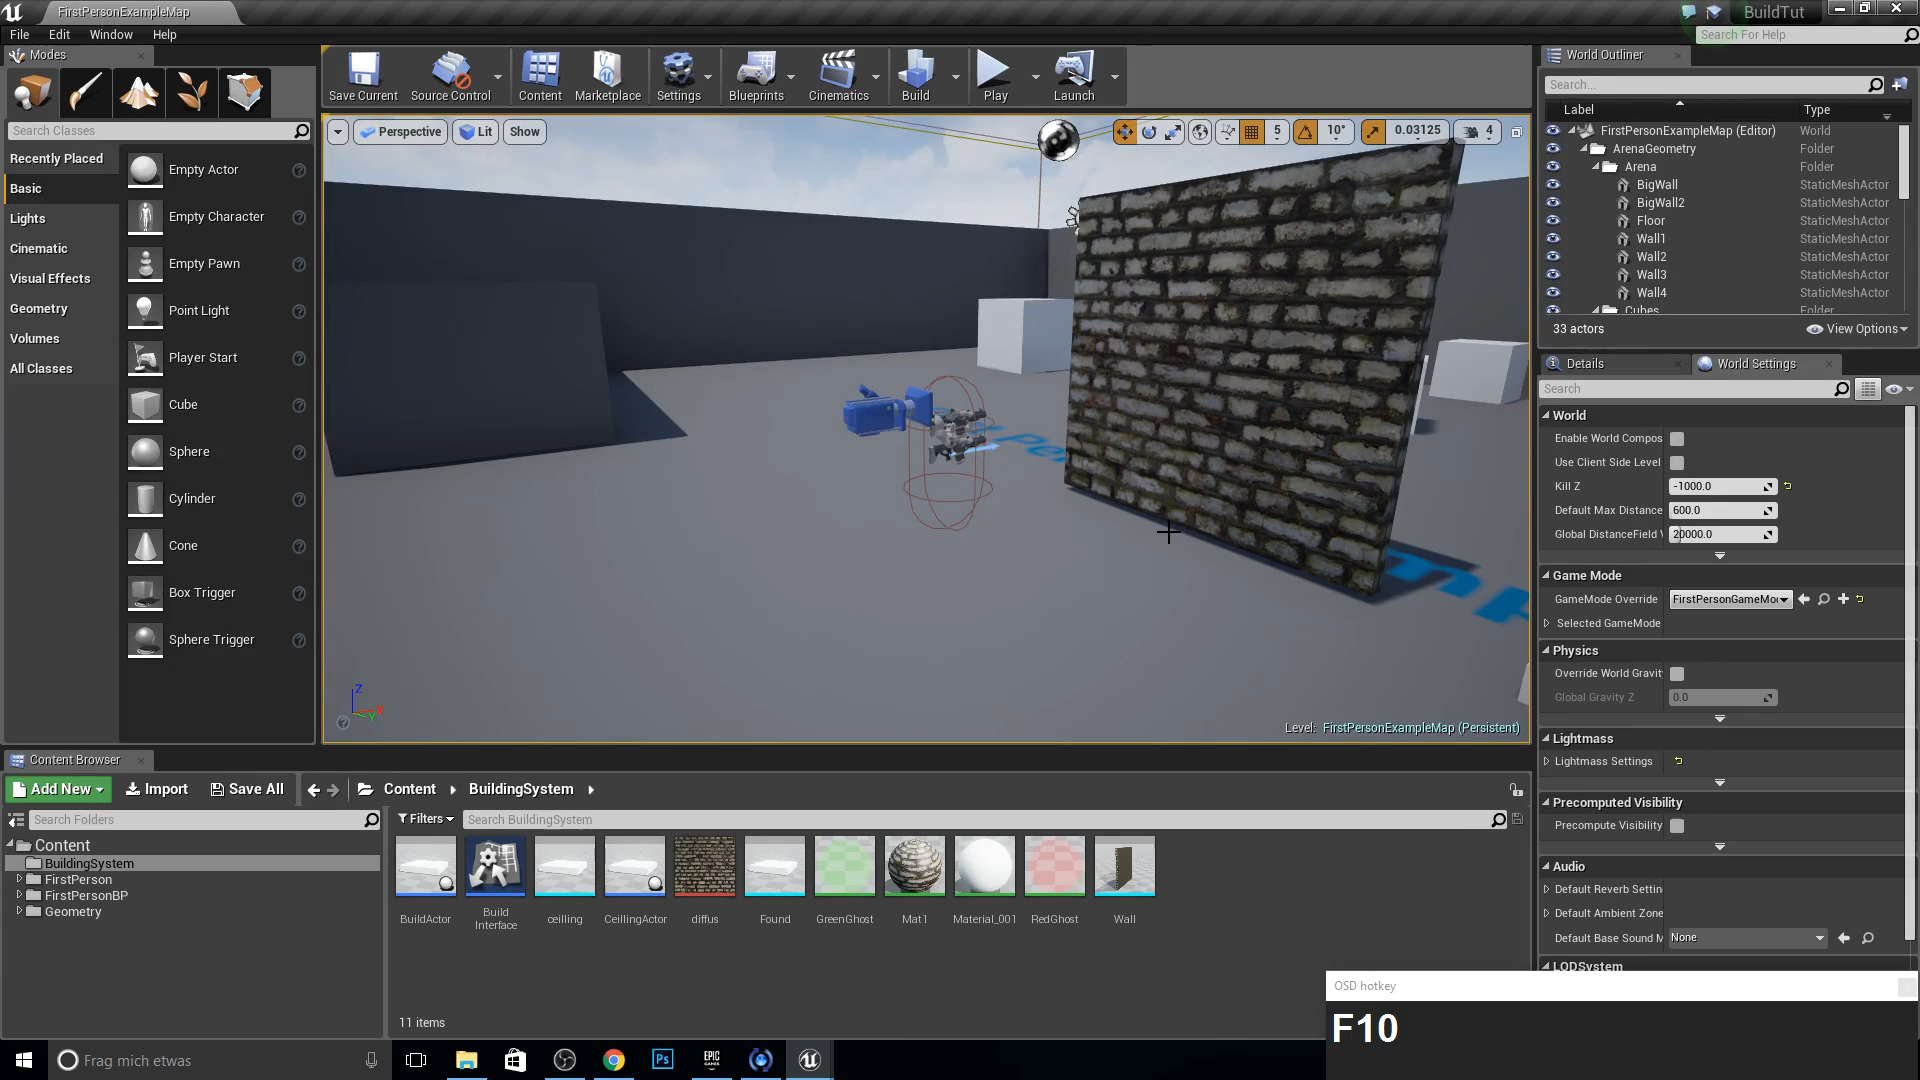 FirstPersonExampleMap
BuildTut
File Edit Window Help
Search For Help
Modes
Search Classes
Recently Placed
Basic
Lights
Cinematic
Visual Effects
Geometry
Volumes
All Classes
Empty Actor
Empty Character
Empty Pawn
Point Light
Player Start
Cube
Sphere
Cylinder
Cone
Box Trigger
Sphere Trigger
Save Current Source Control Content Marketplace Settings Blueprints Cinematics Build Play Launch
Perspective Lit Show
5 10° 0.03125 4
Z
X
Y
Level: FirstPersonExampleMap (Persistent)
World Outliner
Search...
Label Type
FirstPersonExampleMap (Editor) World
ArenaGeometry Folder
Arena Folder
BigWall StaticMeshActor
BigWall2 StaticMeshActor
Floor StaticMeshActor
Wall1 StaticMeshActor
Wall2 StaticMeshActor
Wall3 StaticMeshActor
Wall4 StaticMeshActor
Cubes Folder
33 actors View Options
Details World Settings
Search
World
Enable World Compos
Use Client Side Level
Kill Z -1000.0
Default Max Distance 600.0
Global DistanceField 20000.0
Game Mode
GameMode Override FirstPersonGameMo
Selected GameMode
Physics
Override World Gravit
Global Gravity Z 0.0
Lightmass
Lightmass Settings
Precomputed Visibility
Precompute Visibility
Audio
Default Reverb Settin
Default Ambient Zone
Default Base Sound M None
LODSystem
Content Browser
Add New Import Save All Content BuildingSystem
Search Folders
Content
BuildingSystem
FirstPerson
FirstPersonBP
Geometry
Filters Search BuildingSystem
BuildActor
Build
Interface
ceilling
CeillingActor
diffus
Found
GreenGhost
Mat1
Material_001
RedGhost
Wall
11 items
OSD hotkey
F10
Frag mich etwas
Ps
EPIC
GAMES